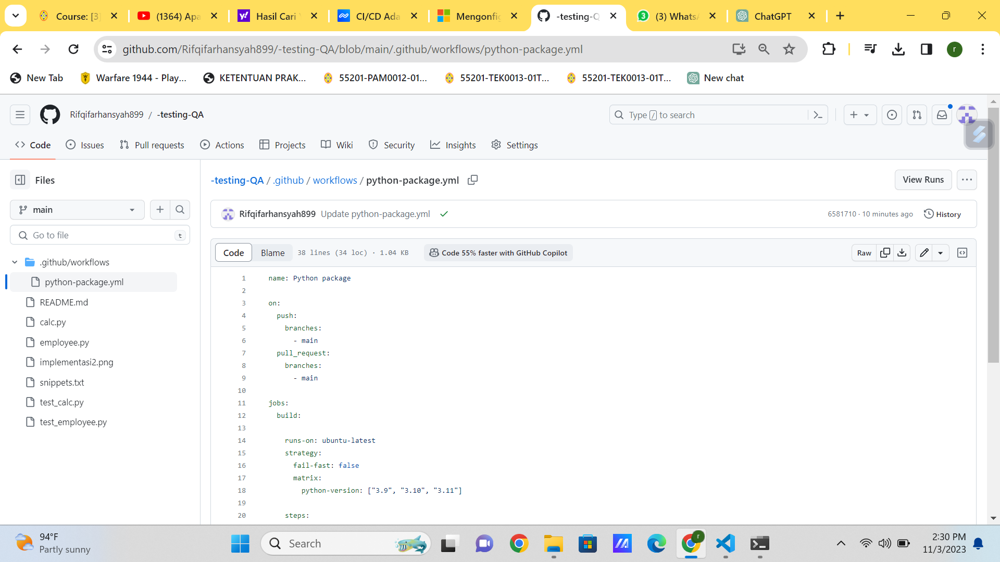 Course: [3]
(1364) Apa
Hasil Cari Y
CI/CD Ada
Mengonfig
-testing-Q
(3) WhatsA
ChatGPT
github.com/Rifqifarhansyah899/-testing-QA/blob/main/.github/workflows/python-package.yml
r
New Tab
Warfare 1944 - Play...
KETENTUAN PRAK...
55201-PAM0012-01...
55201-TEK0013-01T...
55201-TEK0013-01T...
New chat
Rifqifarhansyah899 / -testing-QA
Type / to search
Code
Issues
Pull requests
Actions
Projects
Wiki
Security
Insights
Settings
Files
-testing-QA / .github / workflows / python-package.yml
View Runs
main
Rifqifarhansyah899 Update python-package.yml
6581710 · 10 minutes ago
History
Go to file
t
Code
Blame
38 lines (34 loc) · 1.04 KB
Code 55% faster with GitHub Copilot
Raw
.github/workflows
python-package.yml
README.md
calc.py
employee.py
implementasi2.png
snippets.txt
test_calc.py
test_employee.py
1 name: Python package
2
3 on:
4 push:
5 branches:
6 - main
7 pull_request:
8 branches:
9 - main
10
11 jobs:
12 build:
13
14 runs-on: ubuntu-latest
15 strategy:
16 fail-fast: false
17 matrix:
18 python-version: ["3.9", "3.10", "3.11"]
19
20 steps:
94°F
Partly sunny
Search
r
2:30 PM
11/3/2023